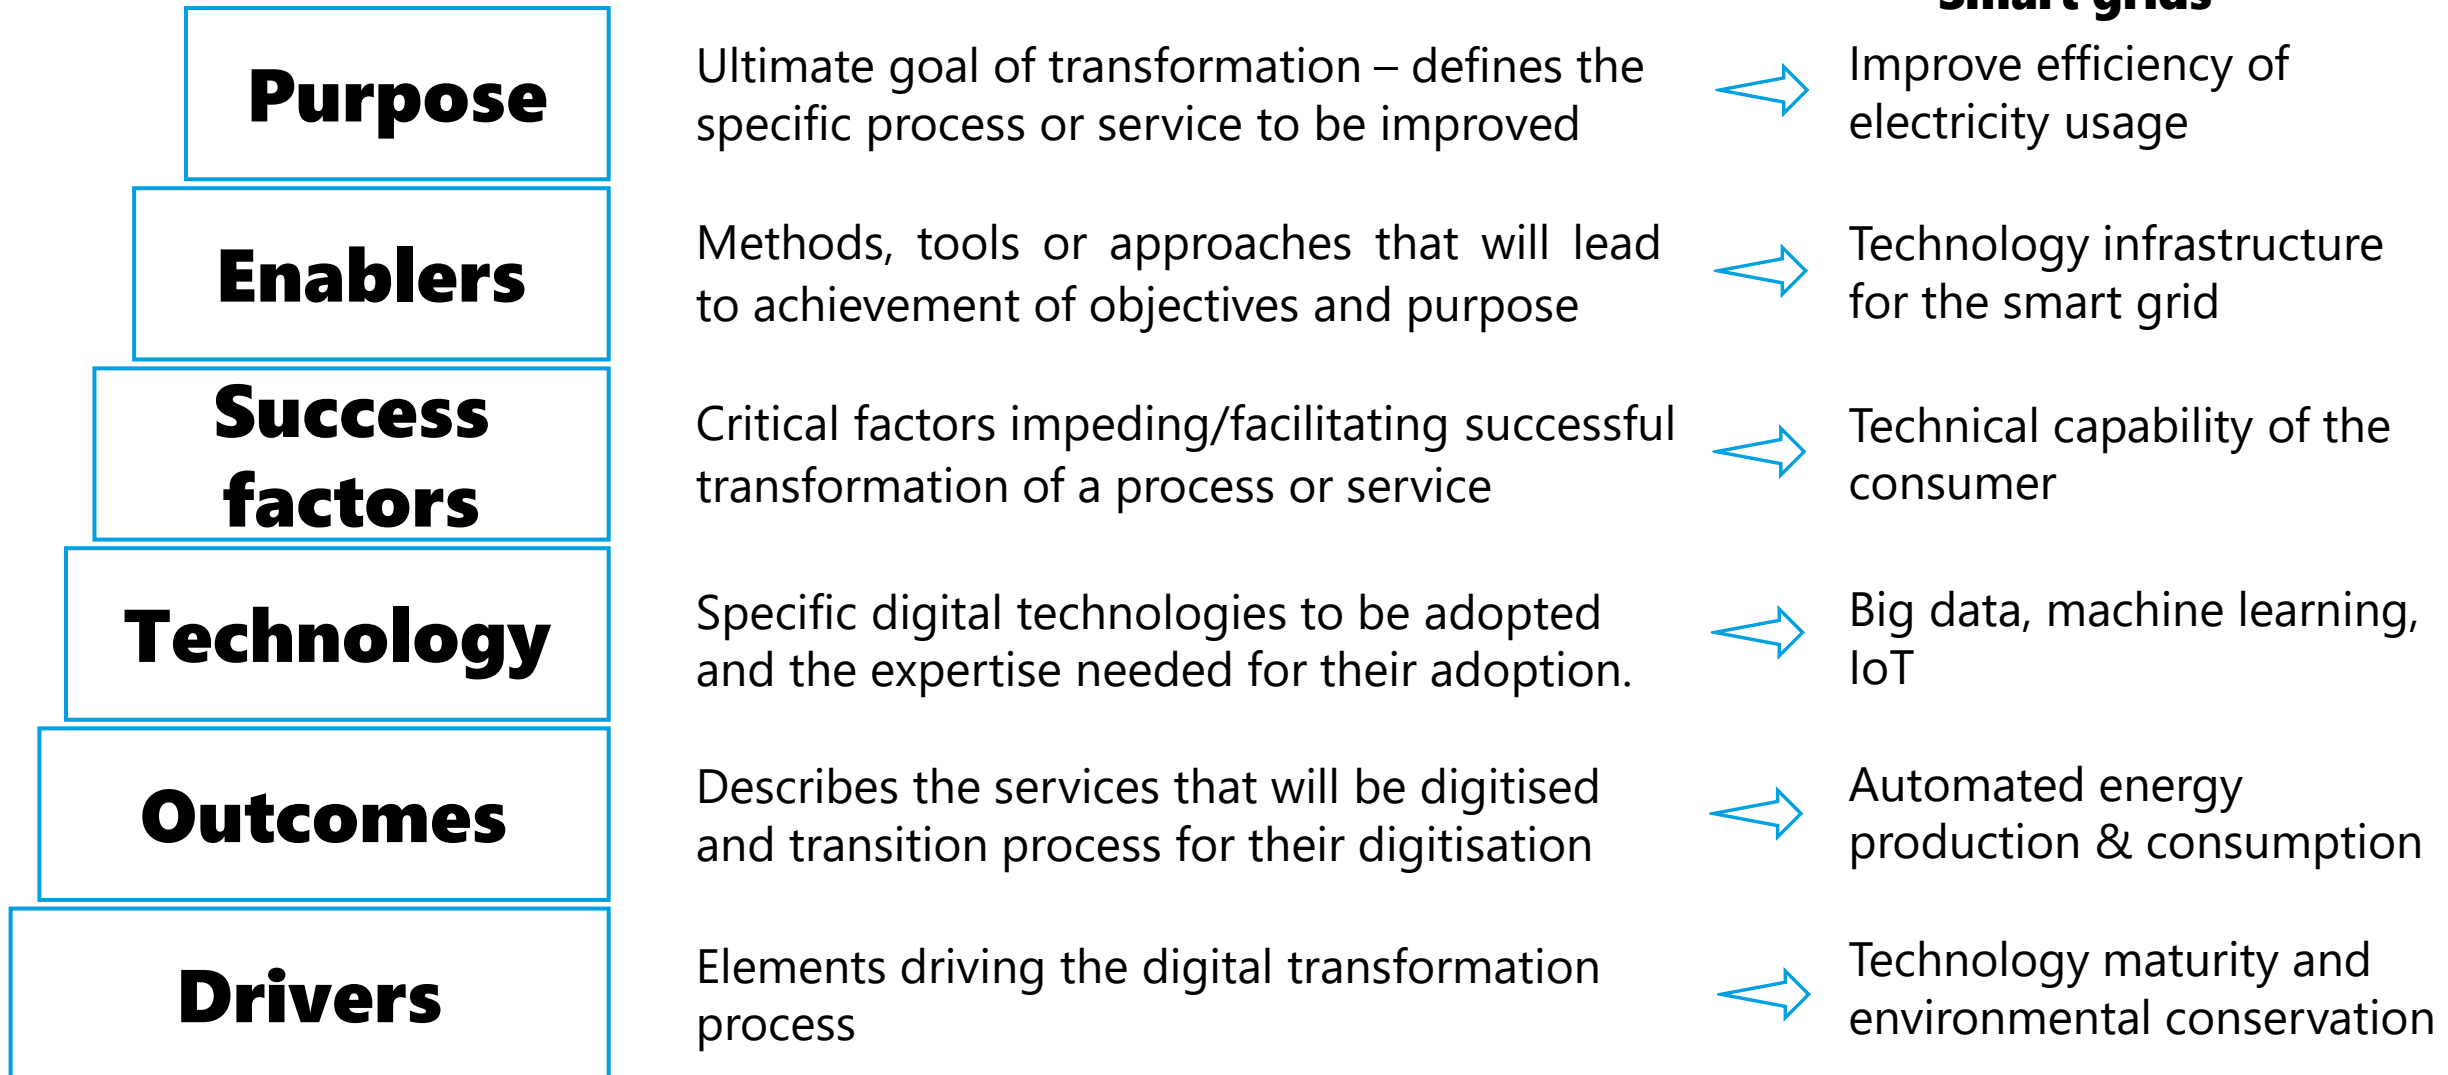 Smart grids
Purpose
Ultimate goal of transformation – defines the
specific process or service to be improved
Improve efficiency of
electricity usage
Enablers
Methods, tools or approaches that will lead
to achievement of objectives and purpose
Technology infrastructure
for the smart grid
Success
factors
Critical factors impeding/facilitating successful
transformation of a process or service
Technical capability of the
consumer
Technology
Specific digital technologies to be adopted
and the expertise needed for their adoption.
Big data, machine learning,
IoT
Outcomes
Describes the services that will be digitised
and transition process for their digitisation
Automated energy
production & consumption
Drivers
Elements driving the digital transformation
process
Technology maturity and
environmental conservation